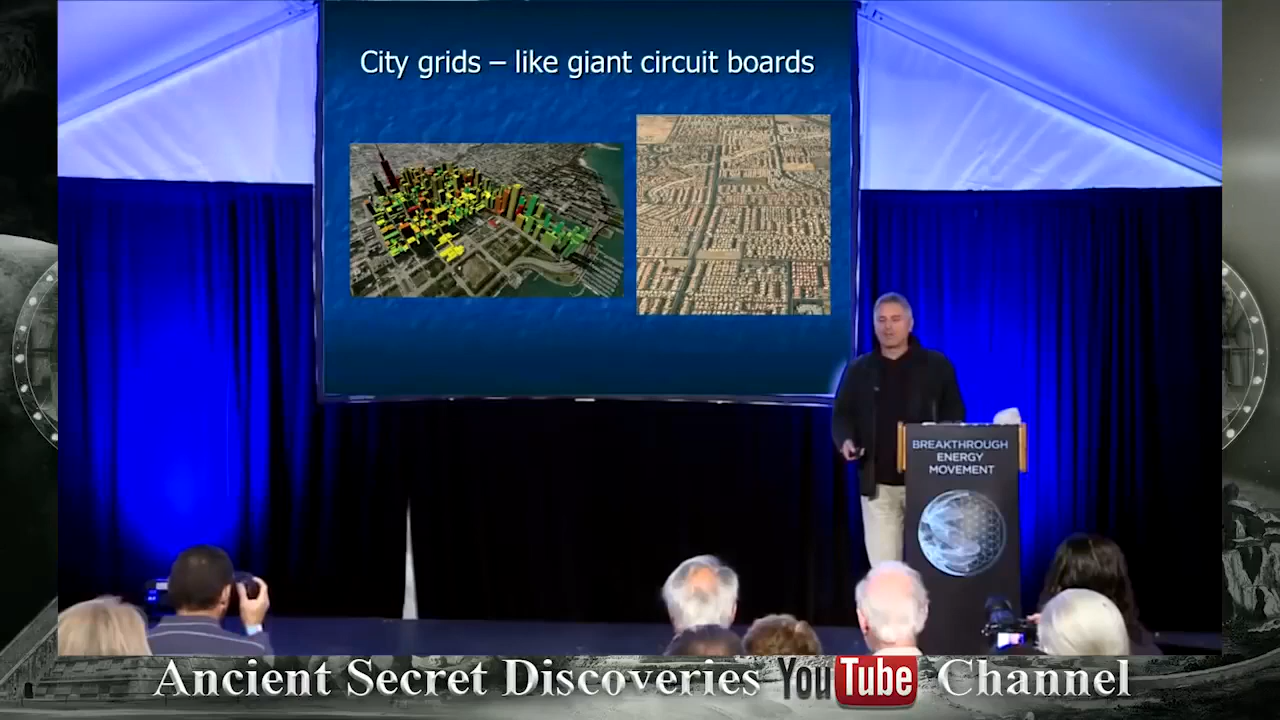 City grids – like giant circuit boards
BREAKTHROUGH
ENERGY
MOVEMENT
Ancient Secret Discoveries YouTube Channel